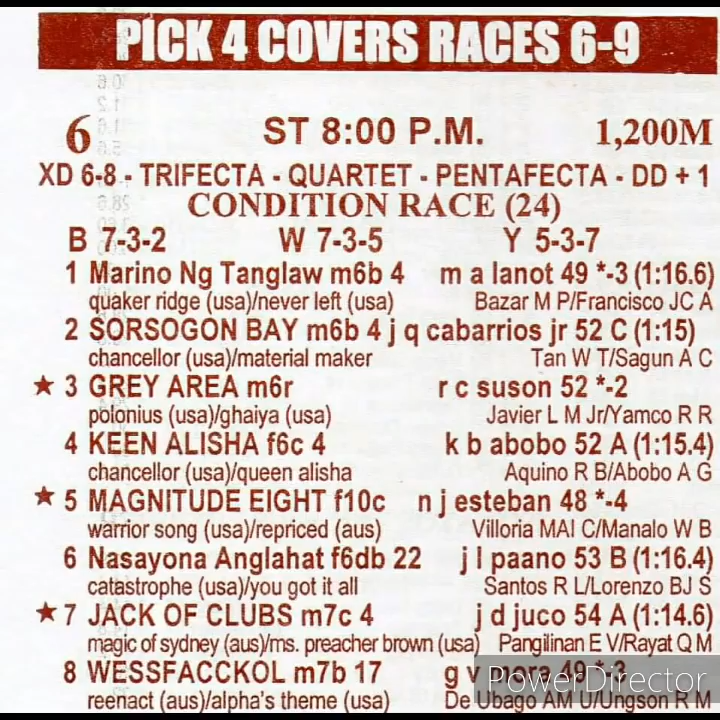 PICK 4 COVERS RACES 6-9
6 ST 8:00 P.M. 1,200M
XD 6-8 - TRIFECTA - QUARTET - PENTAFECTA - DD + 1
CONDITION RACE (24)
B 7-3-2 W 7-3-5 Y 5-3-7
1 Marino Ng Tanglaw m6b 4 m a lanot 49 *-3 (1:16.6)
quaker ridge (usa)/never left (usa) Bazar M P/Francisco JC A
2 SORSOGON BAY m6b 4 j q cabarrios jr 52 C (1:15)
chancellor (usa)/material maker Tan W T/Sagun A C
★ 3 GREY AREA m6r r c suson 52 *-2
polonius (usa)/ghaiya (usa) Javier L M Jr/Yamco R R
4 KEEN ALISHA f6c 4 k b abobo 52 A (1:15.4)
chancellor (usa)/queen alisha Aquino R B/Abobo A G
★ 5 MAGNITUDE EIGHT f10c n j esteban 48 *-4
warrior song (usa)/repriced (aus) Villoria MAI C/Manalo W B
6 Nasayona Anglahat f6db 22 j l paano 53 B (1:16.4)
catastrophe (usa)/you got it all Santos R L/Lorenzo BJ S
★ 7 JACK OF CLUBS m7c 4 j d juco 54 A (1:14.6)
magic of sydney (aus)/ms. preacher brown (usa) Pangilinan E V/Rayat Q M
8 WESSFACCKOL m7b 17 g v mora 49 *-3
PowerDirector
reenact (aus)/alpha's theme (usa) De Ubago AM U/Ungson R M